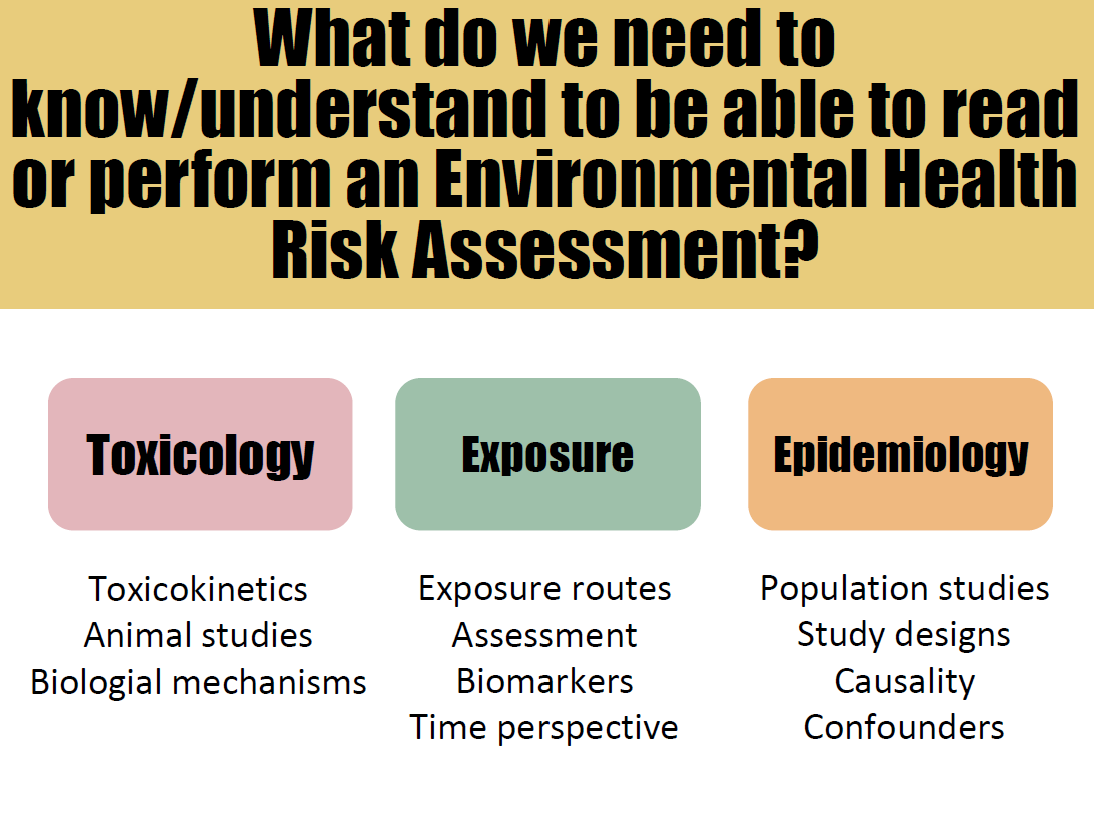 What do we need to
know/understand to be able to read
or perform an Environmental Health
Risk Assessment?
Toxicology
Toxicokinetics
Animal studies
Biologial mechanisms
Exposure
Exposure routes
Assessment
Biomarkers
Time perspective
Epidemiology
Population studies
Study designs
Causality
Confounders